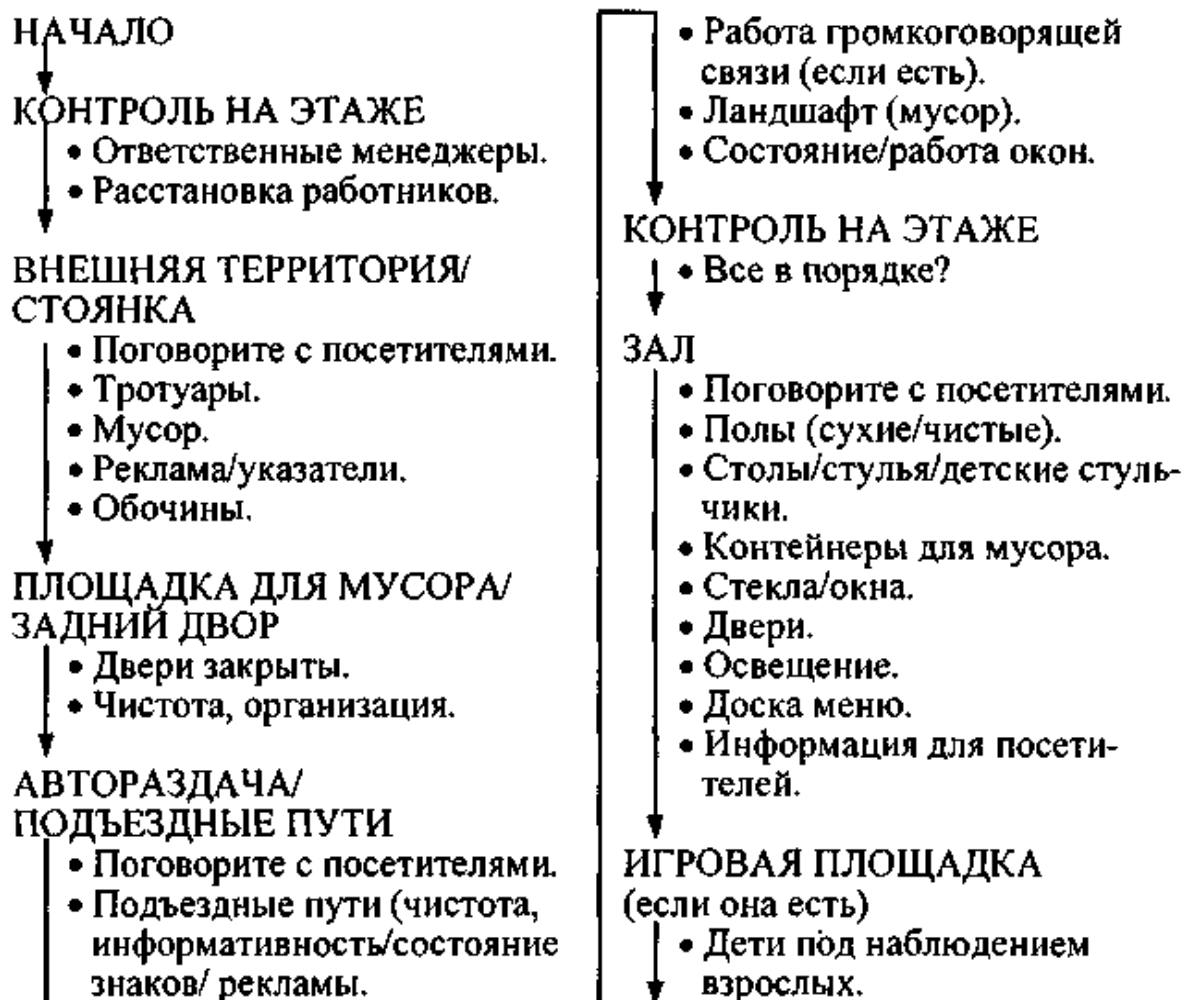 НАЧАЛО
КОНТРОЛЬ НА ЭТАЖЕ
• Ответственные менеджеры.
• Расстановка работников.
ВНЕШНЯЯ ТЕРРИТОРИЯ/
СТОЯНКА
• Поговорите с посетителями.
• Тротуары.
• Мусор.
• Реклама/указатели.
• Обочины.
ПЛОЩАДКА ДЛЯ МУСОРА/
ЗАДНИЙ ДВОР
• Двери закрыты.
• Чистота, организация.
АВТОРАЗДАЧА/
ПОДЪЕЗДНЫЕ ПУТИ
• Поговорите с посетителями.
• Подъездные пути (чистота,
информативность/состояние
знаков/ рекламы.
• Работа громкоговорящей
связи (если есть).
• Ландшафт (мусор).
• Состояние/работа окон.
КОНТРОЛЬ НА ЭТАЖЕ
• Все в порядке?
ЗАЛ
• Поговорите с посетителями.
• Полы (сухие/чистые).
• Столы/стулья/детские стуль-
чики.
• Контейнеры для мусора.
• Стекла/окна.
• Двери.
• Освещение.
• Доска меню.
• Информация для посети-
телей.
ИГРОВАЯ ПЛОЩАДКА
(если она есть)
• Дети под наблюдением
взрослых.